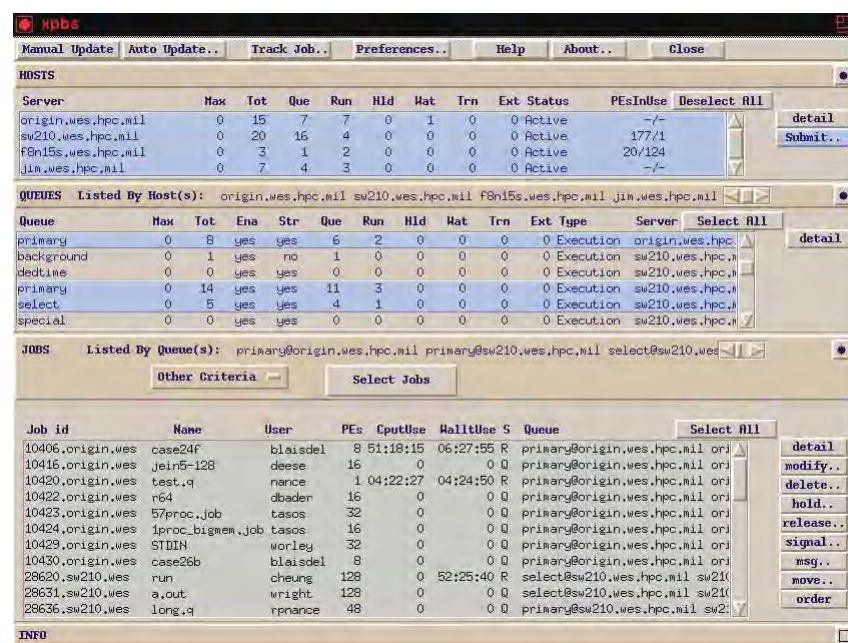 xpbs
Manual Update Auto Update.. Track Job.. Preferences.. Help About.. Close
HOSTS
Server Max Tot Que Run Hld Wat Trn Ext Status PEsInUse Deselect All
origin.wes.hpc.mil 0 15 7 7 0 1 0 0 Active -/- detail
sw210.wes.hpc.mil 0 20 16 4 0 0 0 0 Active 177/1 Submit..
f8n15s.wes.hpc.mil 0 3 1 2 0 0 0 0 Active 20/124
jim.wes.hpc.mil 0 7 4 3 0 0 0 0 Active -/-
QUEUES Listed By Host(s): origin.wes.hpc.mil sw210.wes.hpc.mil f8n15s.wes.hpc.mil jim.wes.hpc.mil
Queue Max Tot Ena Str Que Run Hld Wat Trn Ext Type Server Select All
primary 0 8 yes yes 6 2 0 0 0 0 Execution origin.wes.hpc. detail
background 0 1 yes no 1 0 0 0 0 0 Execution sw210.wes.hpc.m
dedtime 0 0 yes yes 0 0 0 0 0 0 Execution sw210.wes.hpc.m
primary 0 14 yes yes 11 3 0 0 0 0 Execution sw210.wes.hpc.m
select 0 5 yes yes 4 1 0 0 0 0 Execution sw210.wes.hpc.m
special 0 0 yes yes 0 0 0 0 0 0 Execution sw210.wes.hpc.m
JOBS Listed By Queue(s): primary@origin.wes.hpc.mil primary@sw210.wes.hpc.mil select@sw210.wes
Other Criteria Select Jobs
Job id Name User PEs CputUse WalltUse S Queue Select All
10406.origin.wes case24f blaisdel 8 51:18:15 06:27:55 R primary@origin.wes.hpc.mil ori detail
10416.origin.wes jein5-128 deese 16 0 0 Q primary@origin.wes.hpc.mil ori modify..
10420.origin.wes test.q nance 1 04:22:27 04:24:50 R primary@origin.wes.hpc.mil ori delete..
10422.origin.wes r64 dbader 16 0 0 Q primary@origin.wes.hpc.mil ori hold..
10423.origin.wes 57proc.job tasos 32 0 0 Q primary@origin.wes.hpc.mil ori release..
10424.origin.wes 1proc_bigmem.job tasos 16 0 0 Q primary@origin.wes.hpc.mil ori
10429.origin.wes STDIN worley 32 0 0 Q primary@origin.wes.hpc.mil ori signal..
10430.origin.wes case26b blaisdel 8 0 0 Q primary@origin.wes.hpc.mil ori msg..
28620.sw210.wes run cheung 128 0 52:25:40 R select@sw210.wes.hpc.mil sw21( move..
28631.sw210.wes a.out wright 128 0 0 Q select@sw210.wes.hpc.mil sw21( order
28636.sw210.wes long.q rpnance 48 0 0 Q primary@sw210.wes.hpc.mil sw2:
INFO